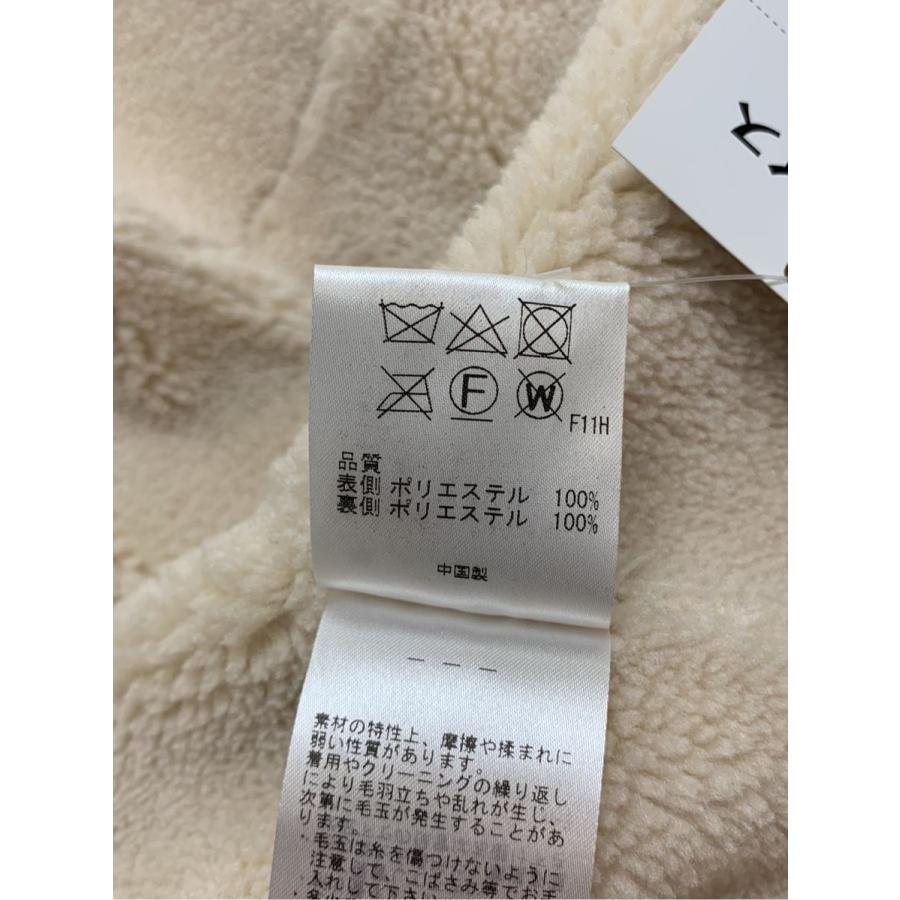 F
W
F11H
品質
表側 ポリエステル 100%
裏側 ポリエステル 100%
中国製
素材の特性上、摩擦や揉まれに
弱い性質があります。
着用やクリーニングの繰り返し
により毛羽立ちや乱れが生じ、
次第に毛玉が発生することがあ
ります。
・毛玉は糸を傷つけないように
注意して、こばさみ等でお手
入れして下さい。